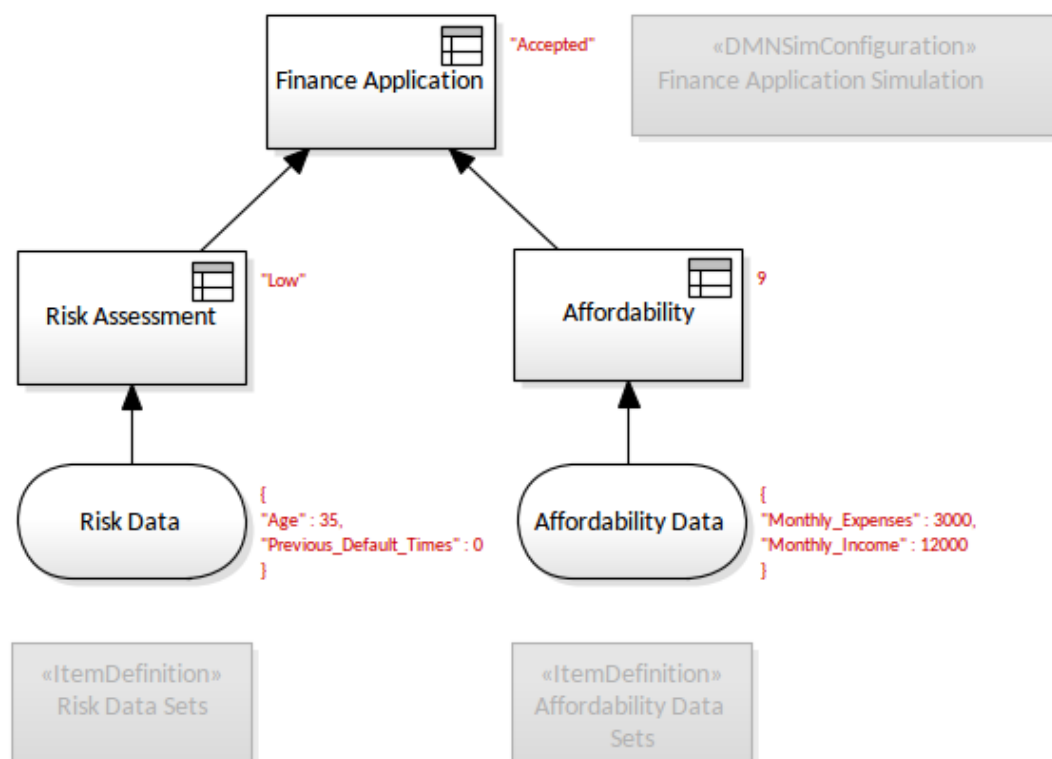 Finance Application
"Accepted"
«DMNSimConfiguration»
Finance Application Simulation
Risk Assessment
"Low"
Affordability
9
Risk Data
{
"Age" : 35,
"Previous_Default_Times" : 0
}
Affordability Data
{
"Monthly_Expenses" : 3000,
"Monthly_Income" : 12000
}
«ItemDefinition»
Risk Data Sets
«ItemDefinition»
Affordability Data
Sets